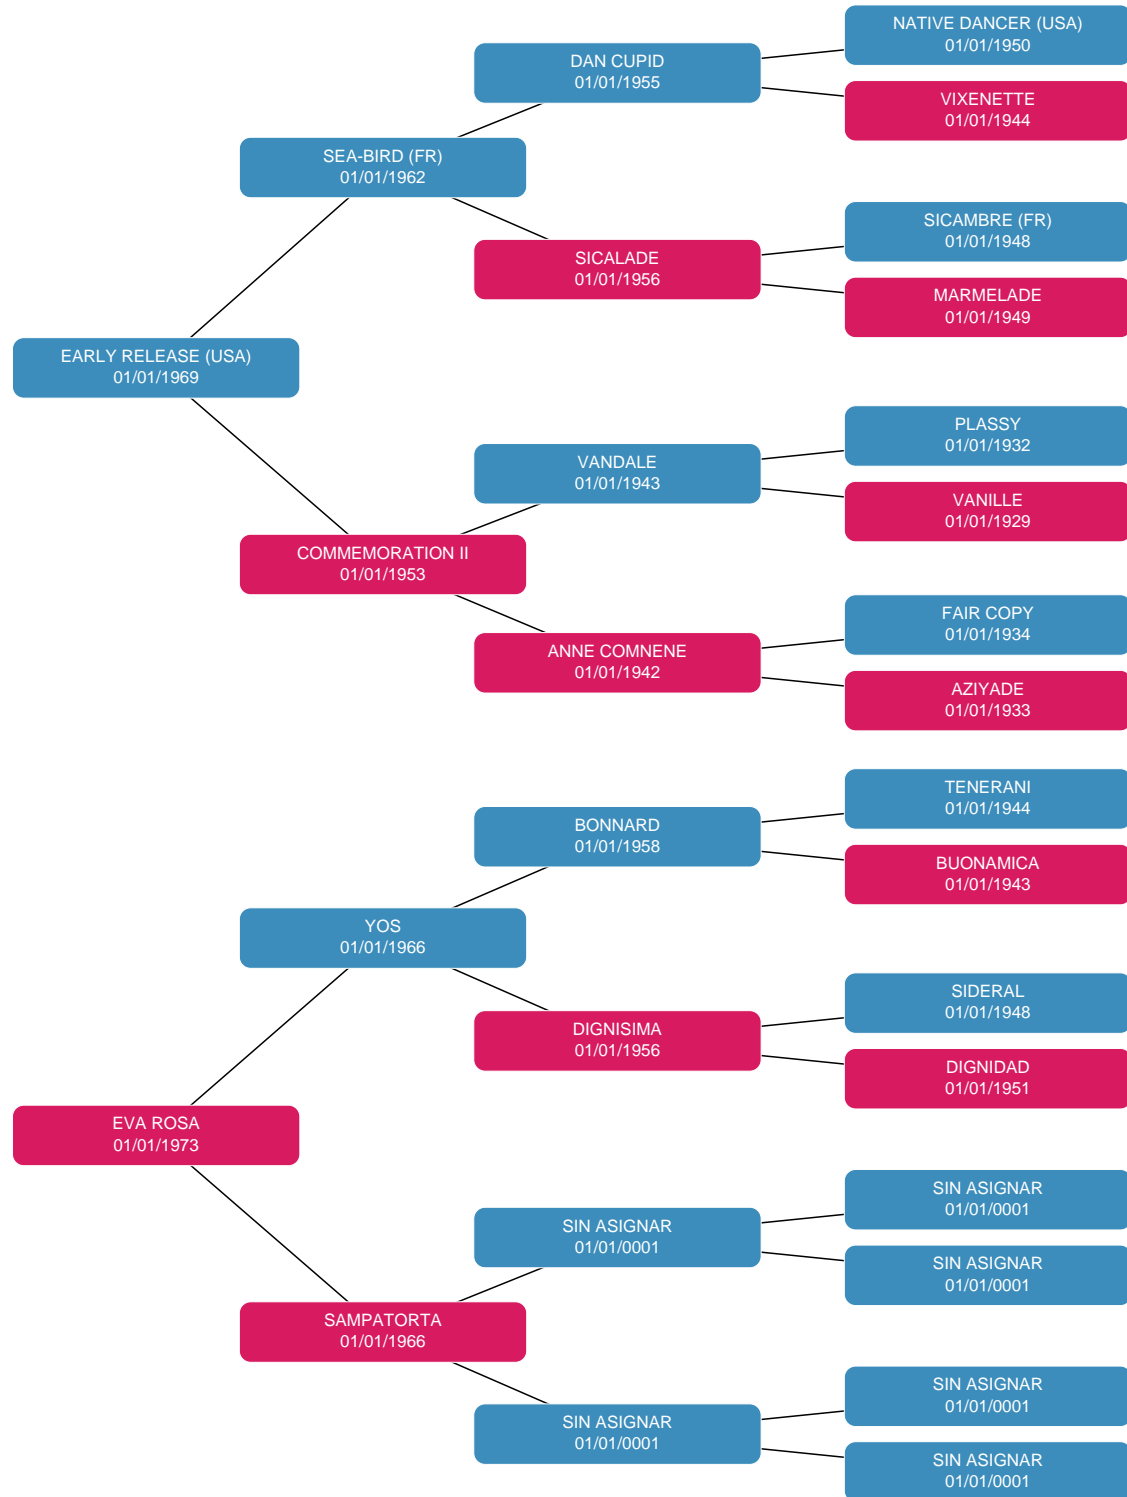 NATIVE DANCER (USA)
01/01/1950
DAN CUPID
01/01/1955
VIXENETTE
01/01/1944
SEA-BIRD (FR)
01/01/1962
SICAMBRE (FR)
01/01/1948
SICALADE
01/01/1956
MARMELADE
01/01/1949
EARLY RELEASE (USA)
01/01/1969
PLASSY
01/01/1932
VANDALE
01/01/1943
VANILLE
01/01/1929
COMMEMORATION II
01/01/1953
FAIR COPY
01/01/1934
ANNE COMNENE
01/01/1942
AZIYADE
01/01/1933
TENERANI
01/01/1944
BONNARD
01/01/1958
BUONAMICA
01/01/1943
YOS
01/01/1966
SIDERAL
01/01/1948
DIGNISIMA
01/01/1956
DIGNIDAD
01/01/1951
EVA ROSA
01/01/1973
SIN ASIGNAR
01/01/0001
SIN ASIGNAR
01/01/0001
SIN ASIGNAR
01/01/0001
SAMPATORTA
01/01/1966
SIN ASIGNAR
01/01/0001
SIN ASIGNAR
01/01/0001
SIN ASIGNAR
01/01/0001